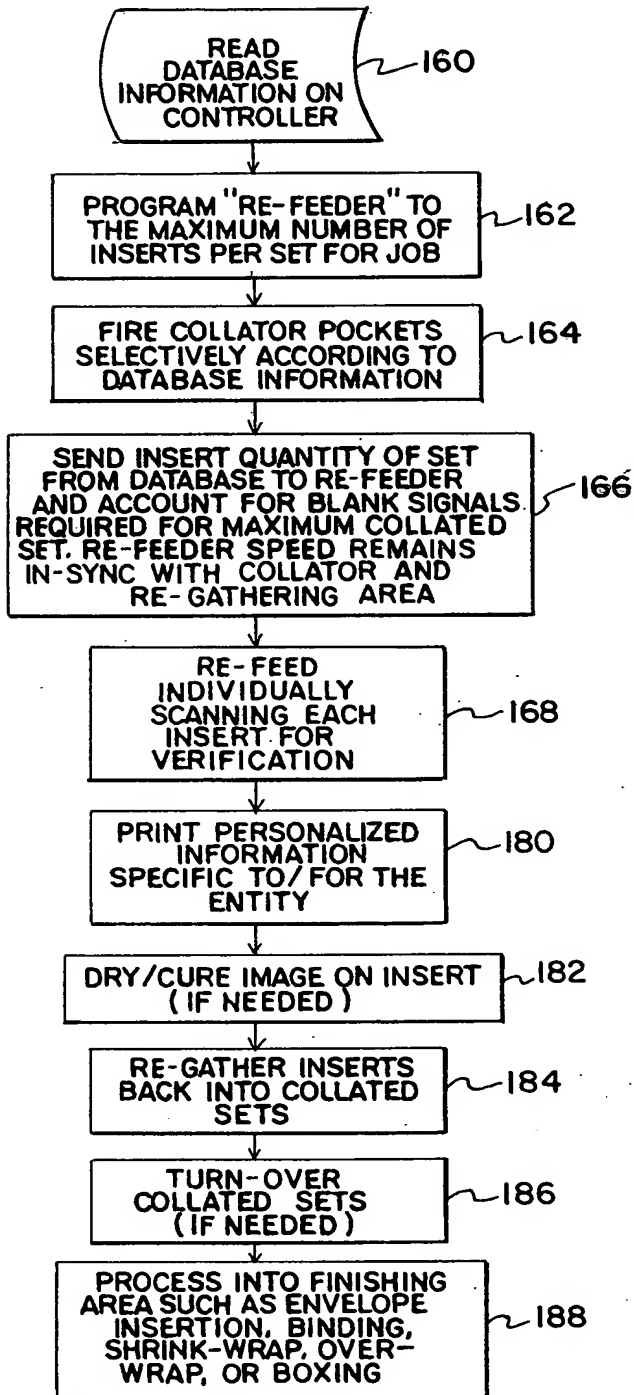 READ
DATABASE
INFORMATION ON
CONTROLLER
160
PROGRAM "RE-FEEDER" TO
THE MAXIMUM NUMBER OF
INSERTS PER SET FOR JOB
162
FIRE COLLATOR POCKETS
SELECTIVELY ACCORDING TO
DATABASE INFORMATION
164
SEND INSERT QUANTITY OF SET
FROM DATABASE TO RE-FEEDER
AND ACCOUNT FOR BLANK SIGNALS
REQUIRED FOR MAXIMUM COLLATED
SET. RE-FEEDER SPEED REMAINS
IN-SYNC WITH COLLATOR AND
RE-GATHERING AREA
166
RE-FEED
INDIVIDUALLY
SCANNING EACH
INSERT FOR
VERIFICATION
168
PRINT PERSONALIZED
INFORMATION
SPECIFIC TO/FOR THE
ENTITY
180
DRY/CURE IMAGE ON INSERT
(IF NEEDED)
182
RE-GATHER INSERTS
BACK INTO COLLATED
SETS
184
TURN-OVER
COLLATED SETS
(IF NEEDED)
186
PROCESS INTO FINISHING
AREA SUCH AS ENVELOPE
INSERTION, BINDING,
SHRINK-WRAP, OVER-
WRAP, OR BOXING
188